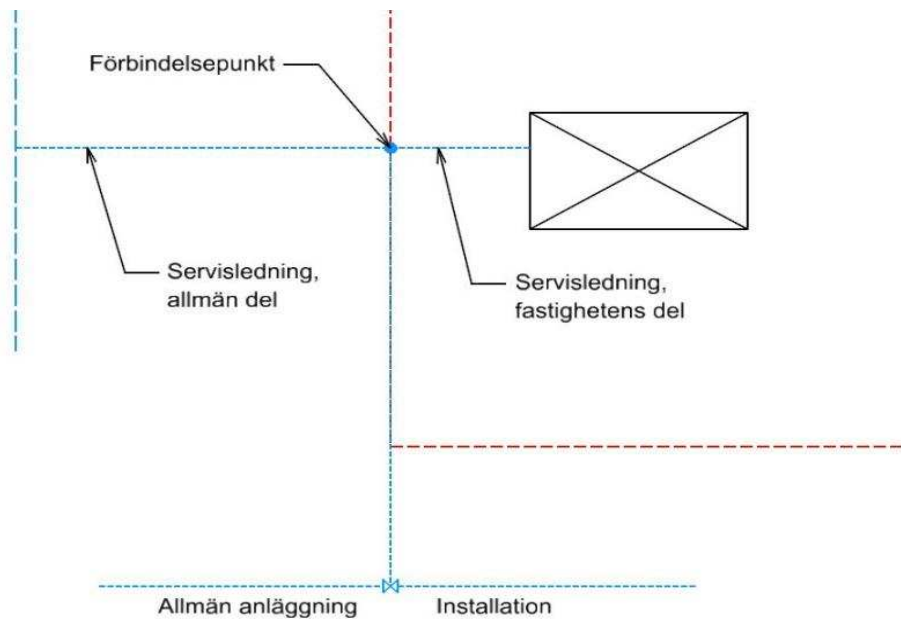 Förbindelsepunkt
Servisledning,
allmän del
Servisledning,
fastighetens del
Allmän anläggning
Installation